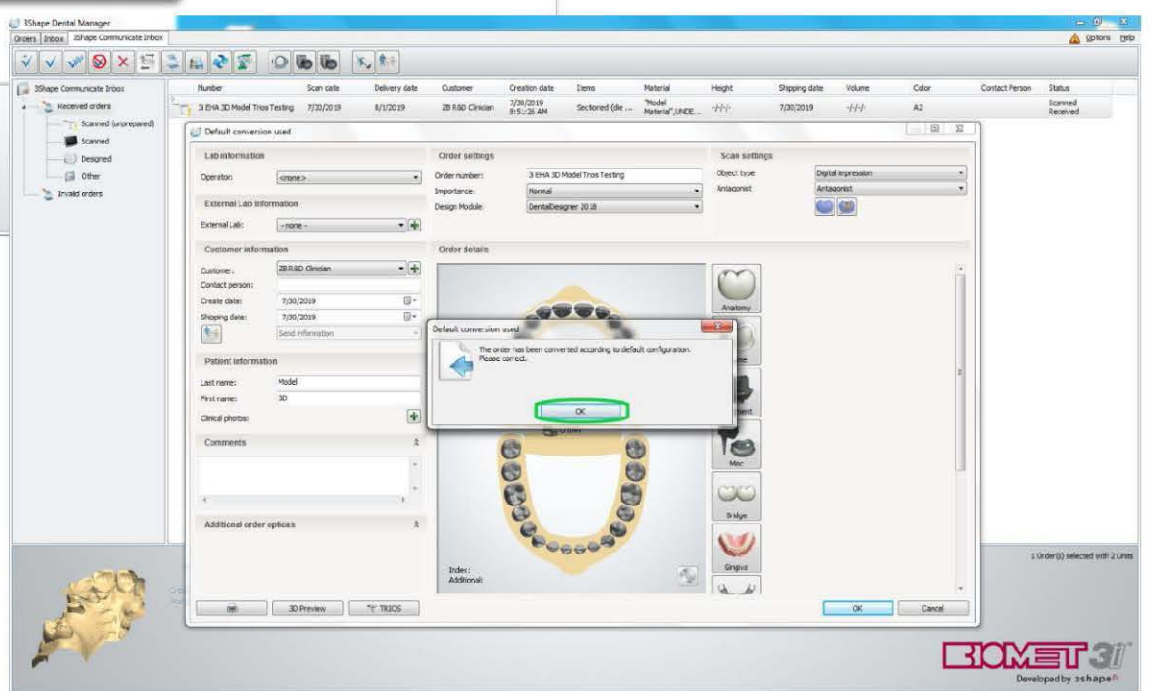 3Shape Dental Manager
Orders Inbox 3Shape Communicate Inbox
Options Help
3Shape Communicate Inbox
Received orders
Scanned (unprepared)
Scanned
Designed
Other
Invalid orders
Number Scan date Delivery date Customer Creation date Items Material Height Shipping date Volume Color Contact Person Status
3 EHA 3D Model Trios Testing 7/30/2019 8/1/2019 ZB R&D Clinician 7/30/2019 Sectored (die ... "Model Material",UNDE... -/-/-/- 7/30/2019 -/-/-/- A2 Scanned Received
Default conversion used
Lab information
Operator: <none>
External Lab information
External Lab: - none -
Customer information
Customer: ZB R&D Clinician
Contact person:
Create date: 7/30/2019
Shipping date: 7/30/2019
Send information
Patient information
Last name: Model
First name: 3D
Clinical photos:
Comments
Additional order options
Order settings
Order number: 3 EHA 3D Model Trios Testing
Importance: Normal
Design Module: DentalDesigner 2018
Scan settings
Object type: Digital impression
Antagonist: Antagonist
Order details
Anatomy
Misc
Bridge
Gingiva
Index:
Additional:
Default conversion used
The order has been converted according to default configuration.
Please correct.
OK
3D Preview TRIOS OK Cancel
1 Order(s) selected with 2 Units
BIOMET 3i
Developed by 3shape